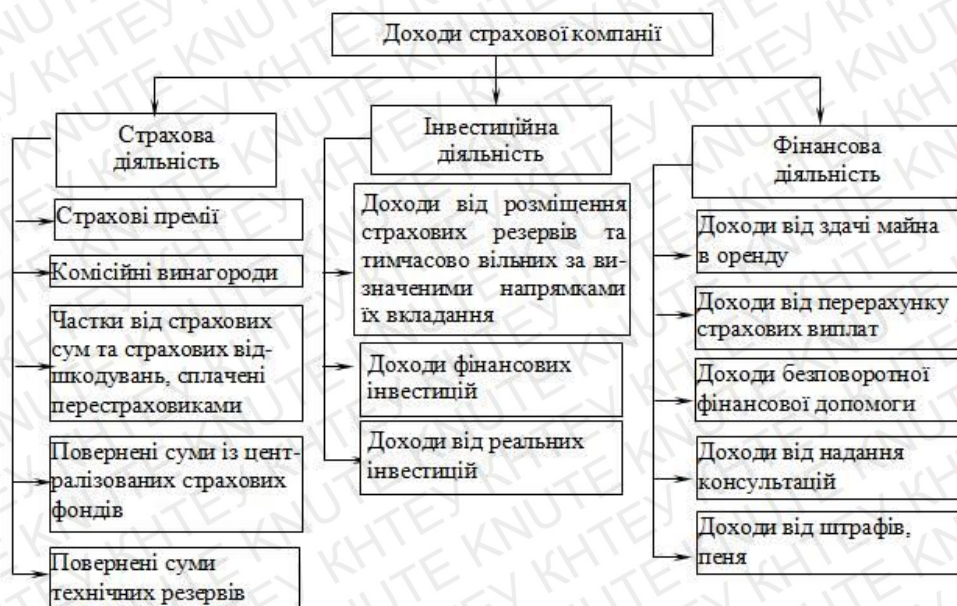 Доходи страхової компанії
Страхова
діяльність
Страхові премії
Комісійні винагороди
Частки від страхових
сум та страхових від-
шкодувань, сплачені
перестраховиками
Повернені суми із цент-
ралізованих страхових
фондів
Повернені суми
технічних резервів
Інвестиційна
діяльність
Доходи від розміщення
страхових резервів та
тимчасово вільних за ви-
значеними напрямками
їх вкладання
Доходи фінансових
інвестицій
Доходи від реальних
інвестицій
Фінансова
діяльність
Доходи від здачі майна
в оренду
Доходи від перерахунку
страхових виплат
Доходи безповоротної
фінансової допомоги
Доходи від надання
консультацій
Доходи від штрафів,
пеня